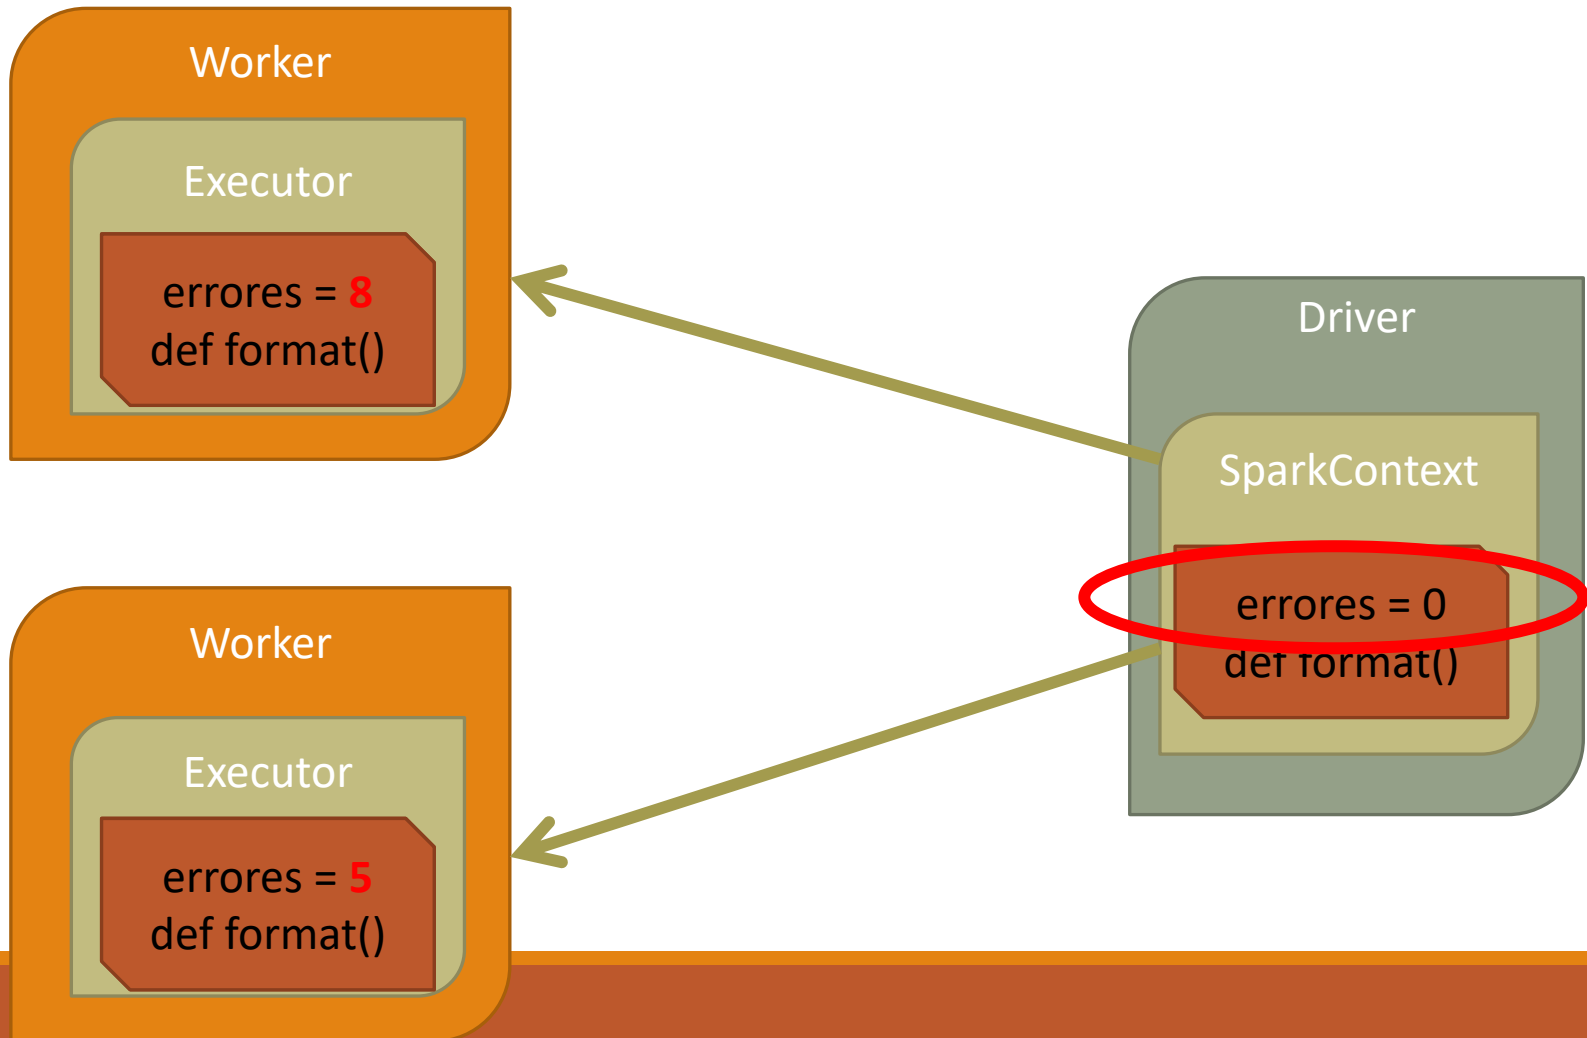 Worker
Executor
errores = 8
def format()
Driver
SparkContext
errores = 0
def format()
Worker
Executor
errores = 5
def format()